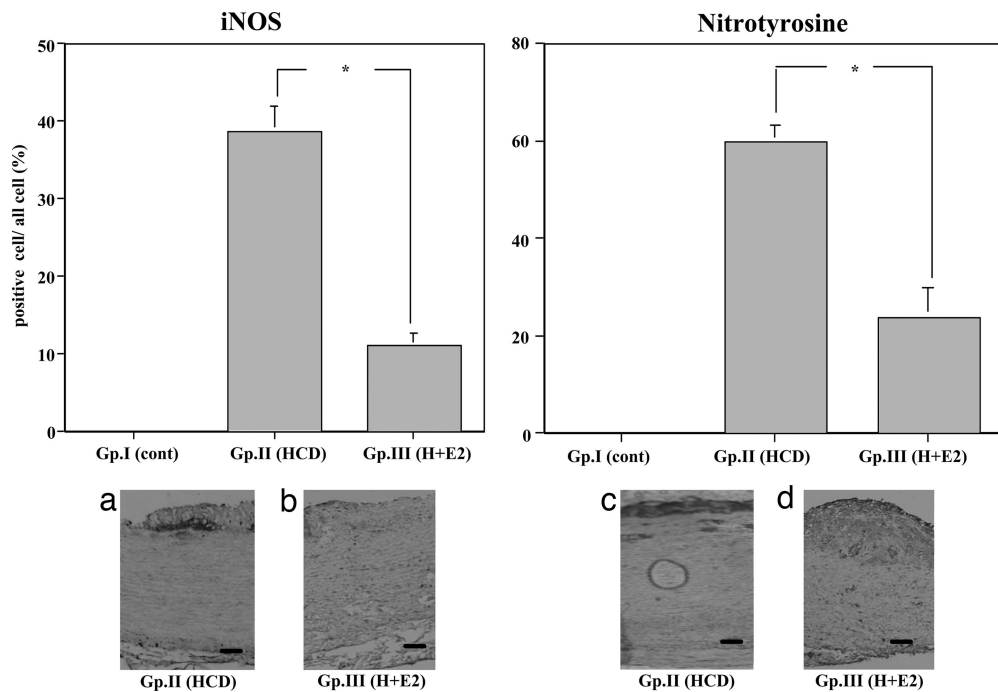 iNOS
50
40
30
20
10
0
positive cell/ all cell (%)
*
Gp.I (cont) Gp.II (HCD) Gp.III (H+E2)
a
b
Gp.II (HCD) Gp.III (H+E2)
Nitrotyrosine
80
60
40
20
0
*
Gp.I (cont) Gp.II (HCD) Gp.III (H+E2)
c
d
Gp.II (HCD) Gp.III (H+E2)